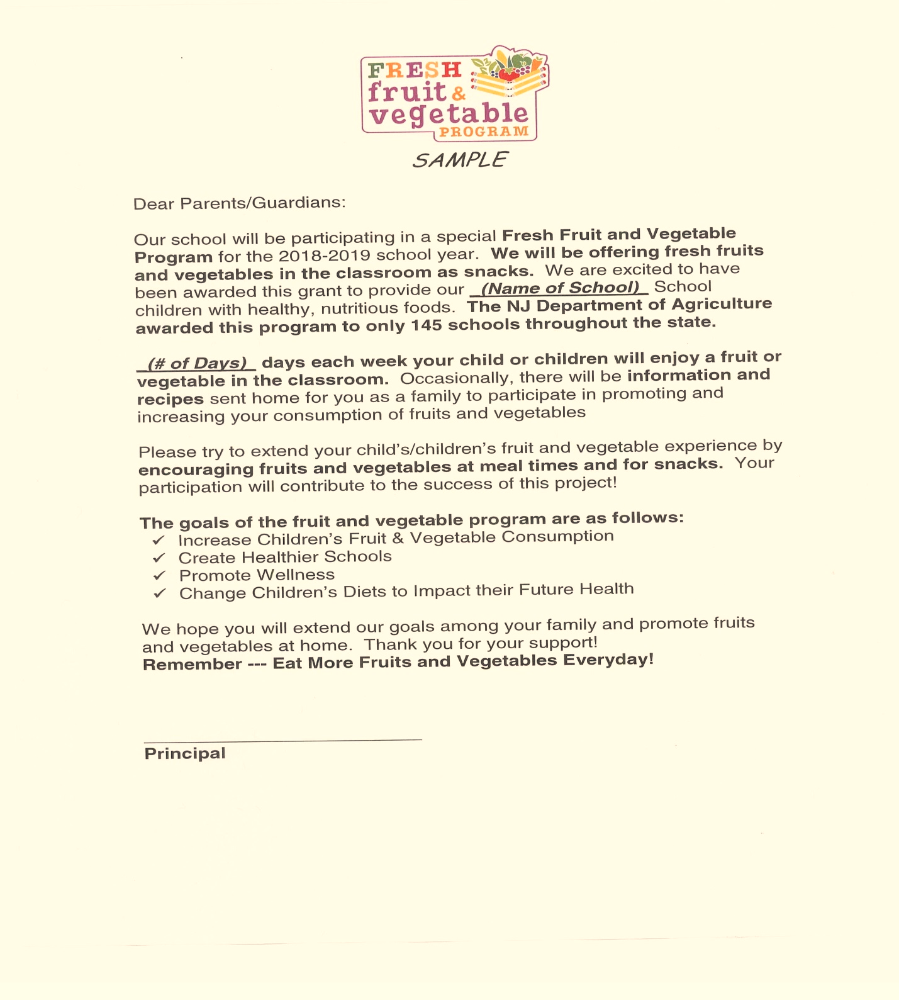 FRESH
fruit &
vegetable
PROGRAM
SAMPLE
Dear Parents/Guardians:
Our school will be participating in a special Fresh Fruit and Vegetable
Program for the 2018-2019 school year. We will be offering fresh fruits
and vegetables in the classroom as snacks. We are excited to have
been awarded this grant to provide our _(Name of School)_ School
children with healthy, nutritious foods. The NJ Department of Agriculture
awarded this program to only 145 schools throughout the state.
_(# of Days)_ days each week your child or children will enjoy a fruit or
vegetable in the classroom. Occasionally, there will be information and
recipes sent home for you as a family to participate in promoting and
increasing your consumption of fruits and vegetables
Please try to extend your child's/children's fruit and vegetable experience by
encouraging fruits and vegetables at meal times and for snacks. Your
participation will contribute to the success of this project!
The goals of the fruit and vegetable program are as follows:
✓ Increase Children's Fruit & Vegetable Consumption
✓ Create Healthier Schools
✓ Promote Wellness
✓ Change Children's Diets to Impact their Future Health
We hope you will extend our goals among your family and promote fruits
and vegetables at home. Thank you for your support!
Remember --- Eat More Fruits and Vegetables Everyday!
Principal